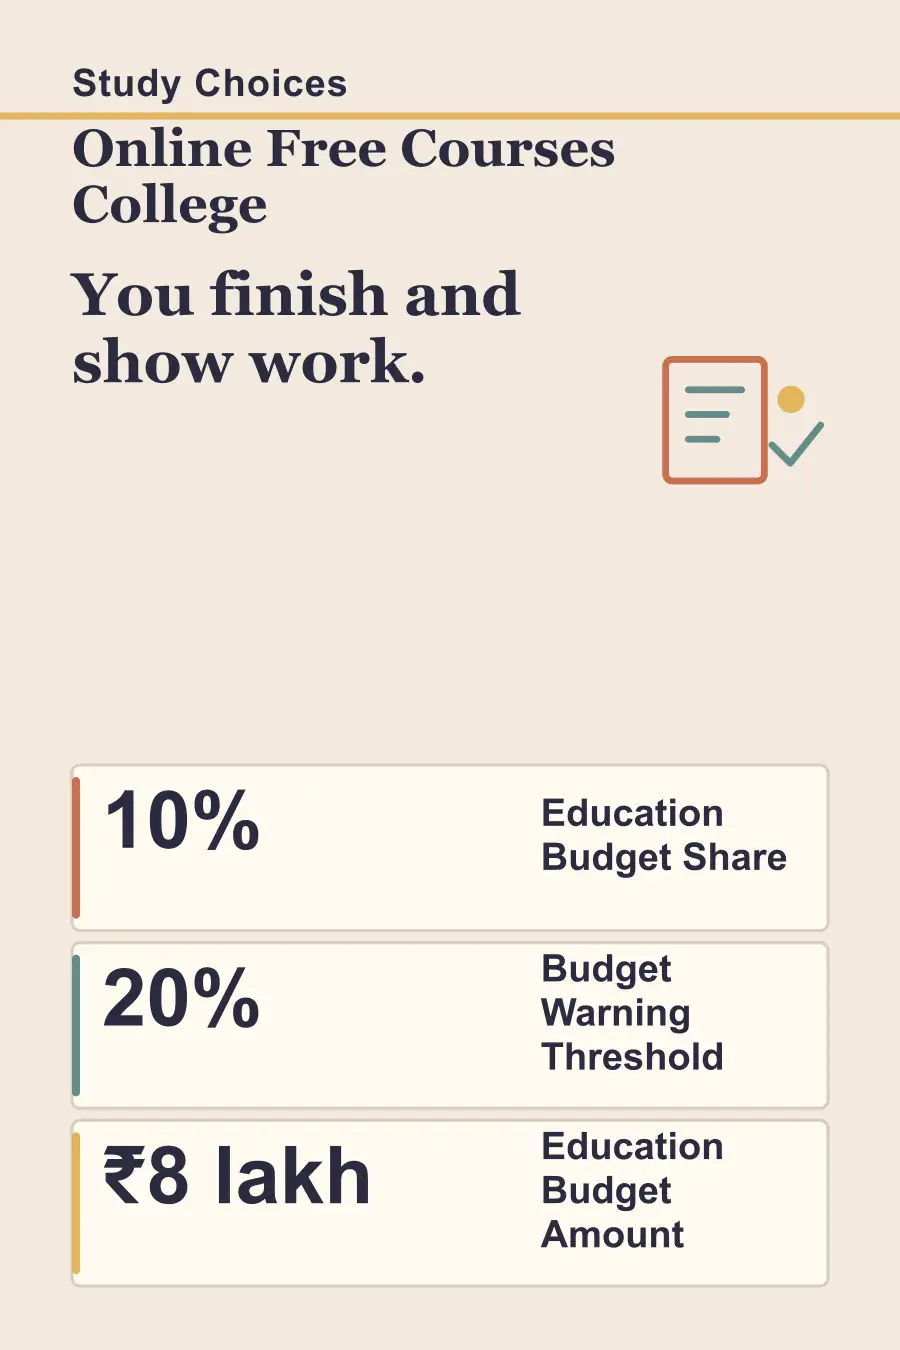 Study Choices
Online Free Courses
College
You finish and
show work.
10%
Education
Budget Share
20%
Budget
Warning
Threshold
₹8 lakh
Education
Budget
Amount